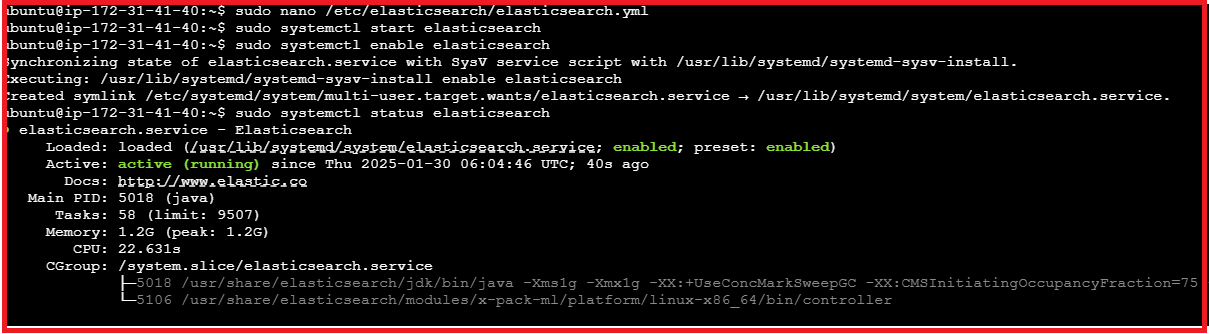 ubuntu@ip-172-31-41-40:~$ sudo nano /etc/elasticsearch/elasticsearch.yml
ubuntu@ip-172-31-41-40:~$ sudo systemctl start elasticsearch
ubuntu@ip-172-31-41-40:~$ sudo systemctl enable elasticsearch
Synchronizing state of elasticsearch.service with SysV service script with /usr/lib/systemd/systemd-sysv-install.
Executing: /usr/lib/systemd/systemd-sysv-install enable elasticsearch
Created symlink /etc/systemd/system/multi-user.target.wants/elasticsearch.service → /usr/lib/systemd/system/elasticsearch.service.
ubuntu@ip-172-31-41-40:~$ sudo systemctl status elasticsearch
● elasticsearch.service - Elasticsearch
Loaded: loaded (/usr/lib/systemd/system/elasticsearch.service; enabled; preset: enabled)
Active: active (running) since Thu 2025-01-30 06:04:46 UTC; 40s ago
Docs: http://www.elastic.co
Main PID: 5018 (java)
Tasks: 58 (limit: 9507)
Memory: 1.2G (peak: 1.2G)
CPU: 22.631s
CGroup: /system.slice/elasticsearch.service
├─5018 /usr/share/elasticsearch/jdk/bin/java -Xms1g -Xmx1g -XX:+UseConcMarkSweepGC -XX:CMSInitiatingOccupancyFraction=75
└─5106 /usr/share/elasticsearch/modules/x-pack-ml/platform/linux-x86_64/bin/controller